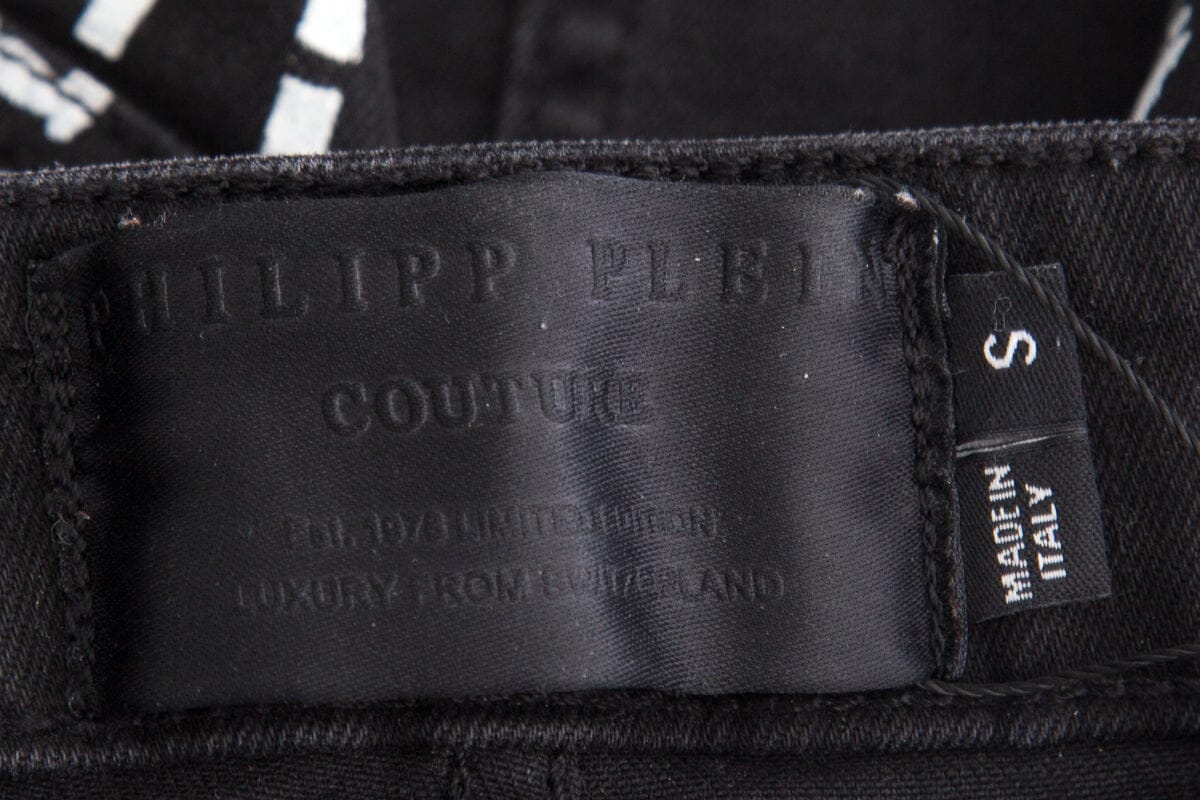 PHILIPP PLEIN
COUTURE
EST. 1978 LIMITED EDITION
LUXURY FROM SWITZERLAND
S
MADE IN
ITALY